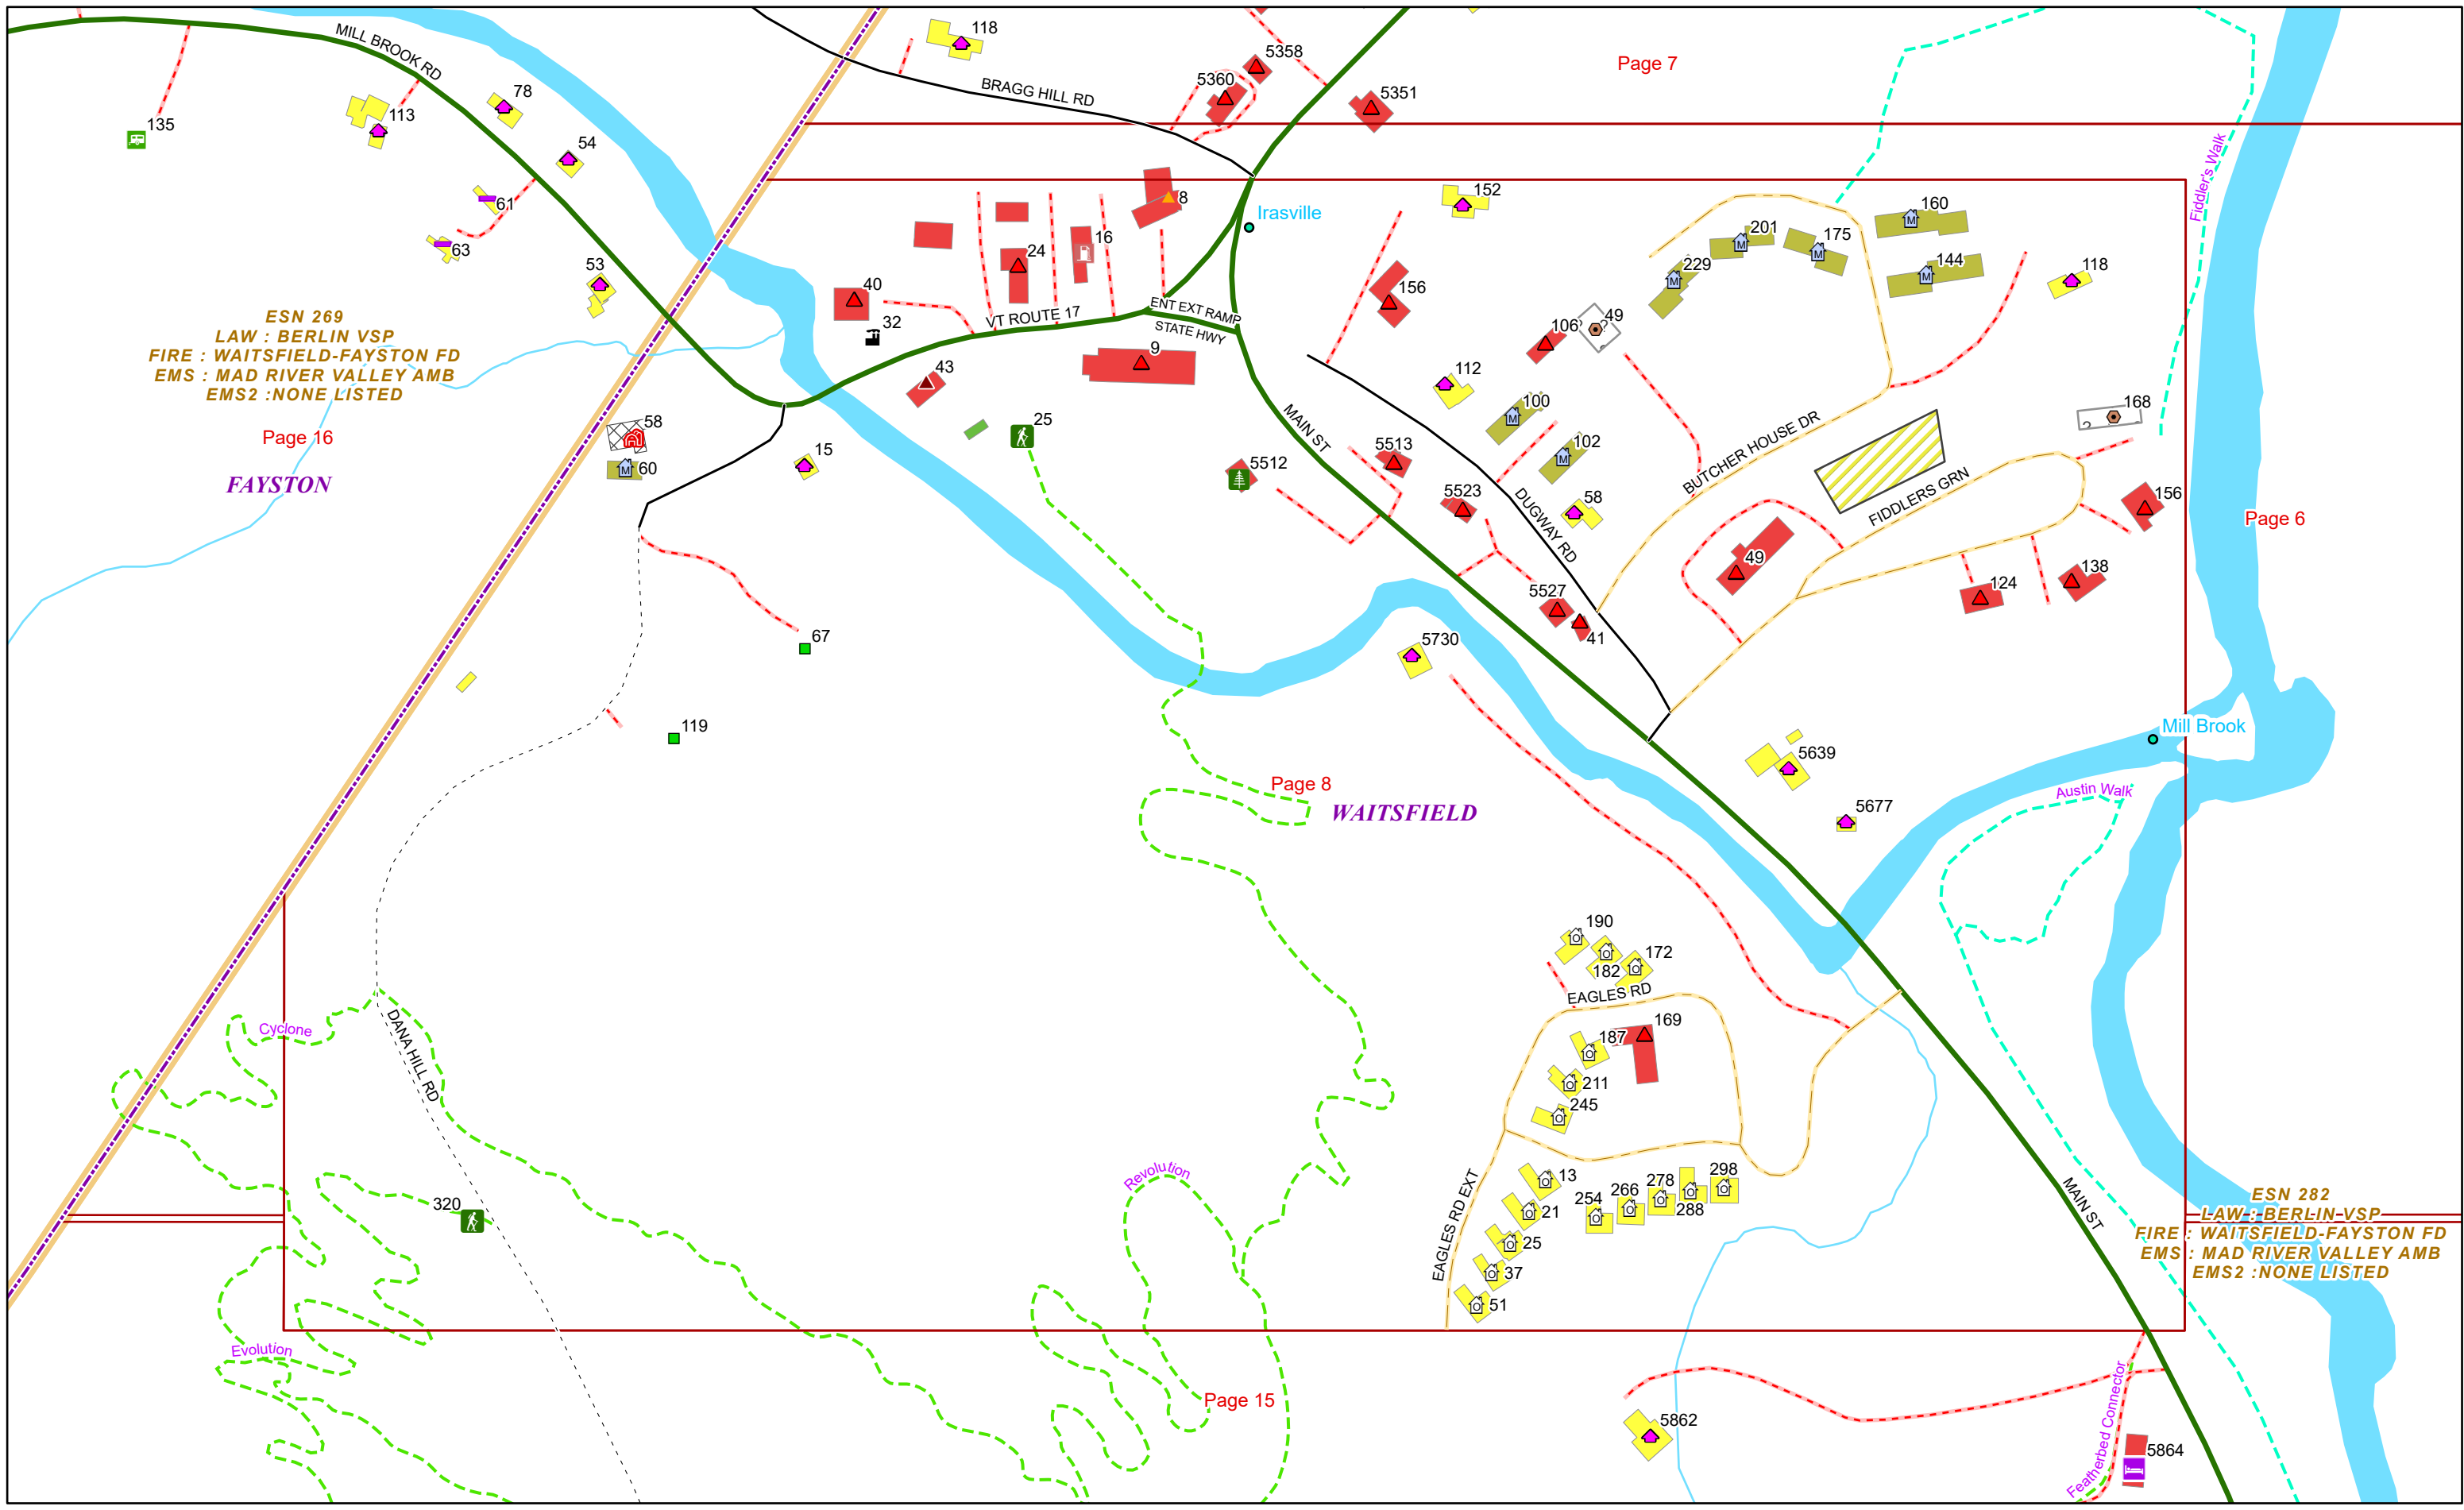 118
5358
5360
5351
Page 7
MILL BROOK RD
BRAGG HILL RD
78
113
135
54
61
63
53
8
Irasville
152
Fiddler's Walk
160
201
175
229
144
118
24
16
40
32
VT ROUTE 17
ENT EXT RAMP
STATE HWY
156
106
49
9
43
112
100
102
168
ESN 269
LAW : BERLIN VSP
FIRE : WAITSFIELD-FAYSTON FD
EMS : MAD RIVER VALLEY AMB
EMS2 :NONE LISTED
Page 16
FAYSTON
58
60
15
25
MAIN ST
5513
5512
5523
DUGWAY RD
58
BUTCHER HOUSE DR
FIDDLERS GRN
156
Page 6
49
124
138
5527
41
67
5730
119
Mill Brook
5639
Page 8
WAITSFIELD
Austin Walk
5677
190
182
172
EAGLES RD
Cyclone
DANA HILL RD
169
187
211
245
Revolution
320
EAGLES RD EXT
13
21
25
37
51
254
266
278
288
298
MAIN ST
ESN 282
LAW : BERLIN VSP
FIRE : WAITSFIELD-FAYSTON FD
EMS : MAD RIVER VALLEY AMB
EMS2 :NONE LISTED
Evolution
Page 15
5862
Featherbed Connector
5864